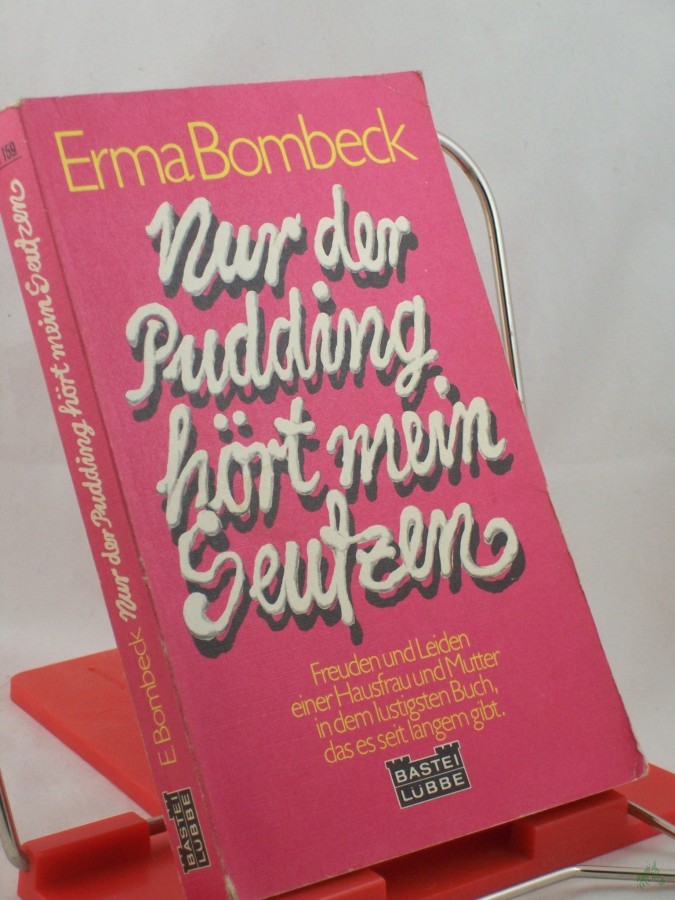 Erma Bombeck
Nur der
Pudding
hört mein
Seufzen
Freuden und Leiden
einer Hausfrau und Mutter
in dem lustigsten Buch,
das es seit langem gibt.
BASTEI
LÜBBE
159
Nur der Pudding hört mein Seufzen
E. Bombeck
BASTEI
LÜBBE